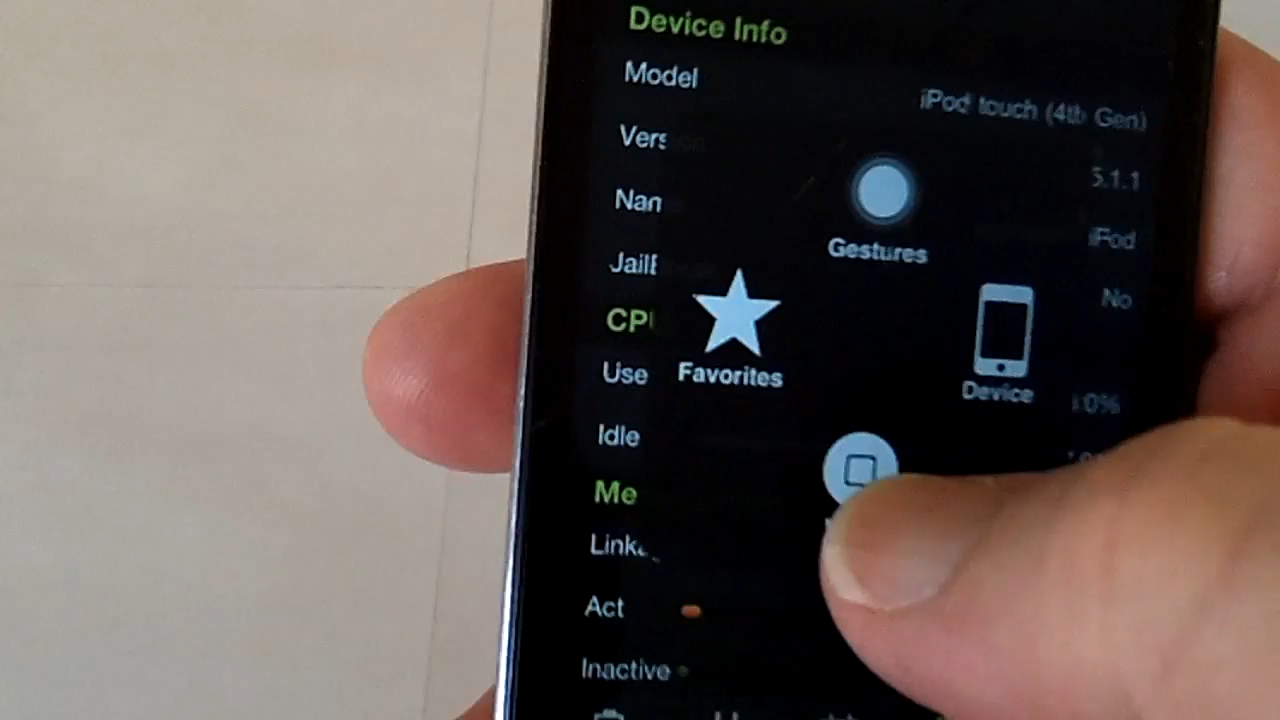 Device Info
Model
iPod touch (4th Gen)
Vers
5.1.1
Nam
iPod
Jail
No
CP
Use
0%
Idle
Me
Link
Act
Inactive
Gestures
Favorites
Device